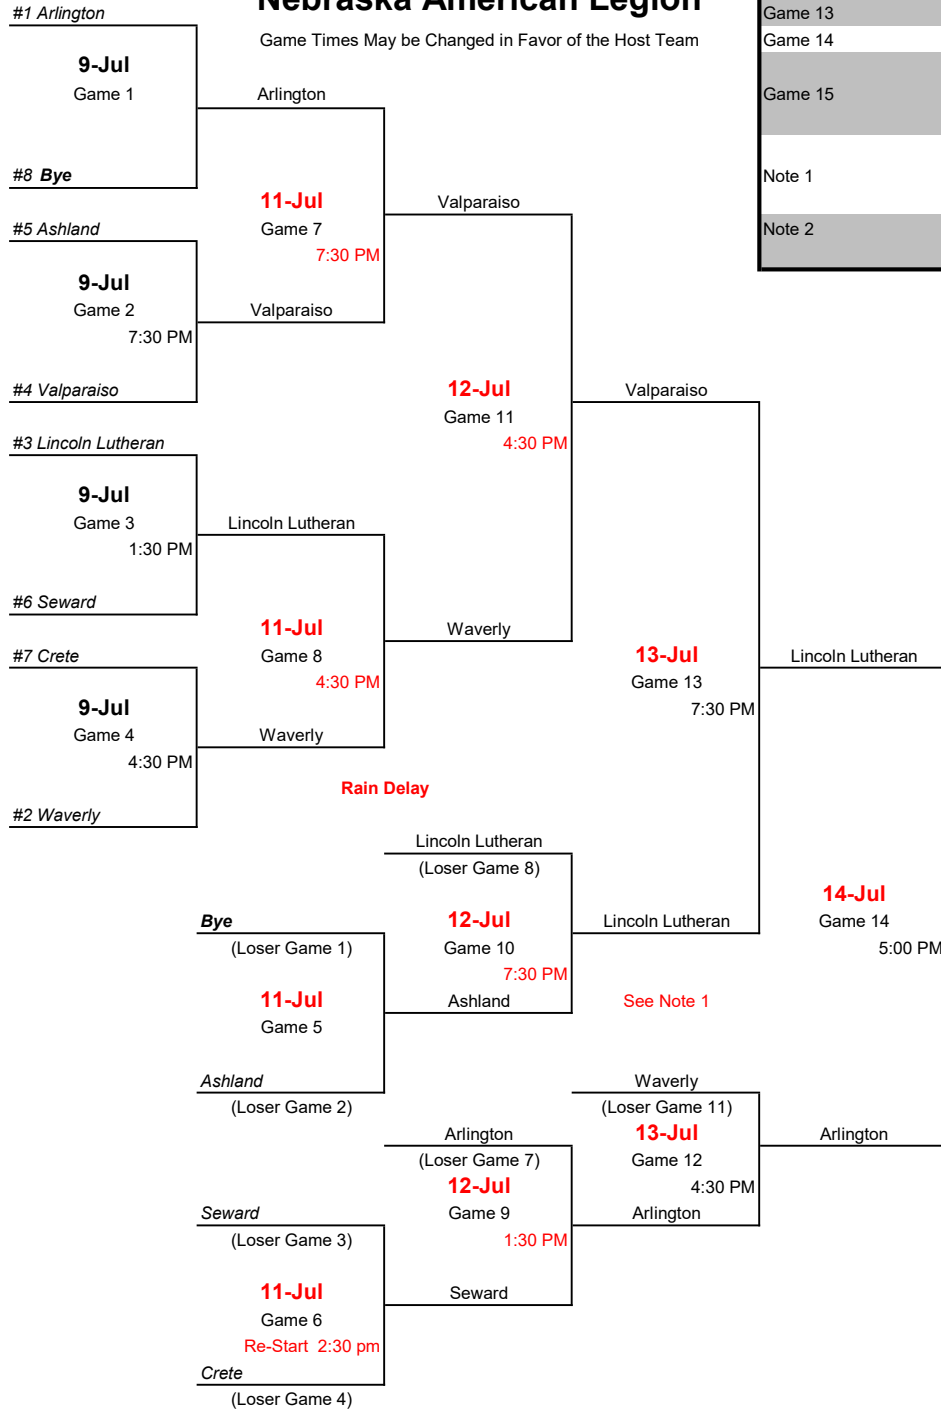 Nebraska American Legion
#1 Arlington
Game 13
Game Times May be Changed in Favor of the Host Team
Game 14
9-Jul
Game 1
Arlington
Game 15
#8 Bye
Note 1
11-Jul
Valparaiso
#5 Ashland
Game 7
Note 2
7:30 PM
9-Jul
Game 2
Valparaiso
7:30 PM
#4 Valparaiso
12-Jul
Valparaiso
Game 11
#3 Lincoln Lutheran
4:30 PM
9-Jul
Game 3
Lincoln Lutheran
1:30 PM
#6 Seward
11-Jul
Waverly
#7 Crete
Game 8
13-Jul
Lincoln Lutheran
4:30 PM
Game 13
9-Jul
7:30 PM
Game 4
Waverly
4:30 PM
Rain Delay
#2 Waverly
Lincoln Lutheran
(Loser Game 8)
14-Jul
Bye
12-Jul
Lincoln Lutheran
Game 14
(Loser Game 1)
Game 10
5:00 PM
7:30 PM
11-Jul
Ashland
See Note 1
Game 5
Ashland
Waverly
(Loser Game 2)
(Loser Game 11)
Arlington
13-Jul
Arlington
(Loser Game 7)
Game 12
12-Jul
4:30 PM
Seward
Game 9
Arlington
(Loser Game 3)
1:30 PM
11-Jul
Seward
Game 6
Re-Start 2:30 pm
Crete
(Loser Game 4)